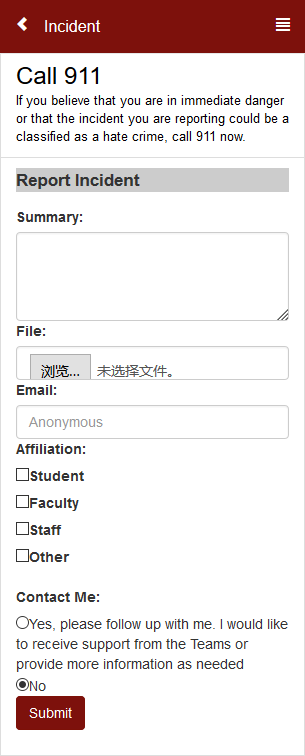 Incident
Call 911
If you believe that you are in immediate danger
or that the incident you are reporting could be a
classified as a hate crime, call 911 now.
Report Incident
Summary:
File:
浏览... 未选择文件。
Email:
Anonymous
Affiliation:
Student
Faculty
Staff
Other
Contact Me:
Yes, please follow up with me. I would like
to receive support from the Teams or
provide more information as needed
No
Submit